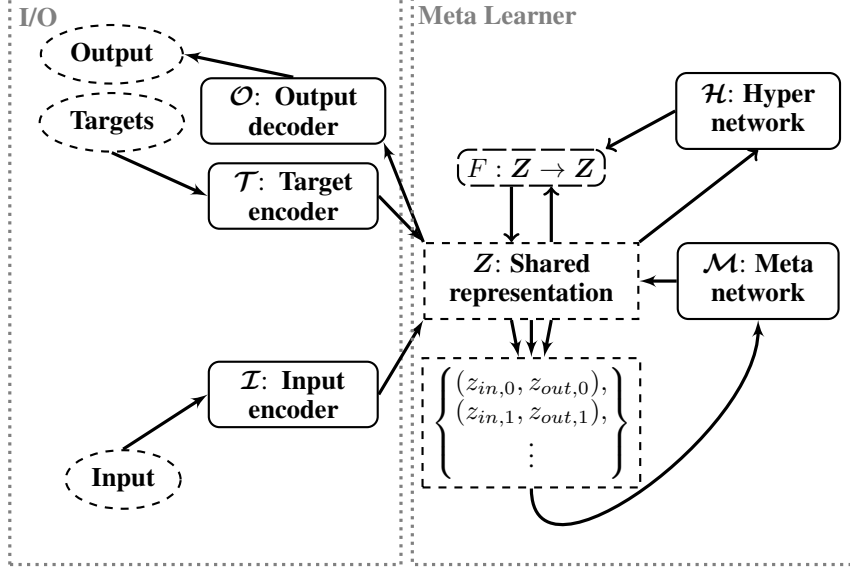 I/O
Output
𝒪: Output
decoder
Targets
𝒯: Target
encoder
ℐ: Input
encoder
Input
Meta Learner
ℋ: Hyper
network
F : Z → Z
Z: Shared
representation
ℳ: Meta
network
(z_{in,0}, z_{out,0}),
(z_{in,1}, z_{out,1}),
⋮